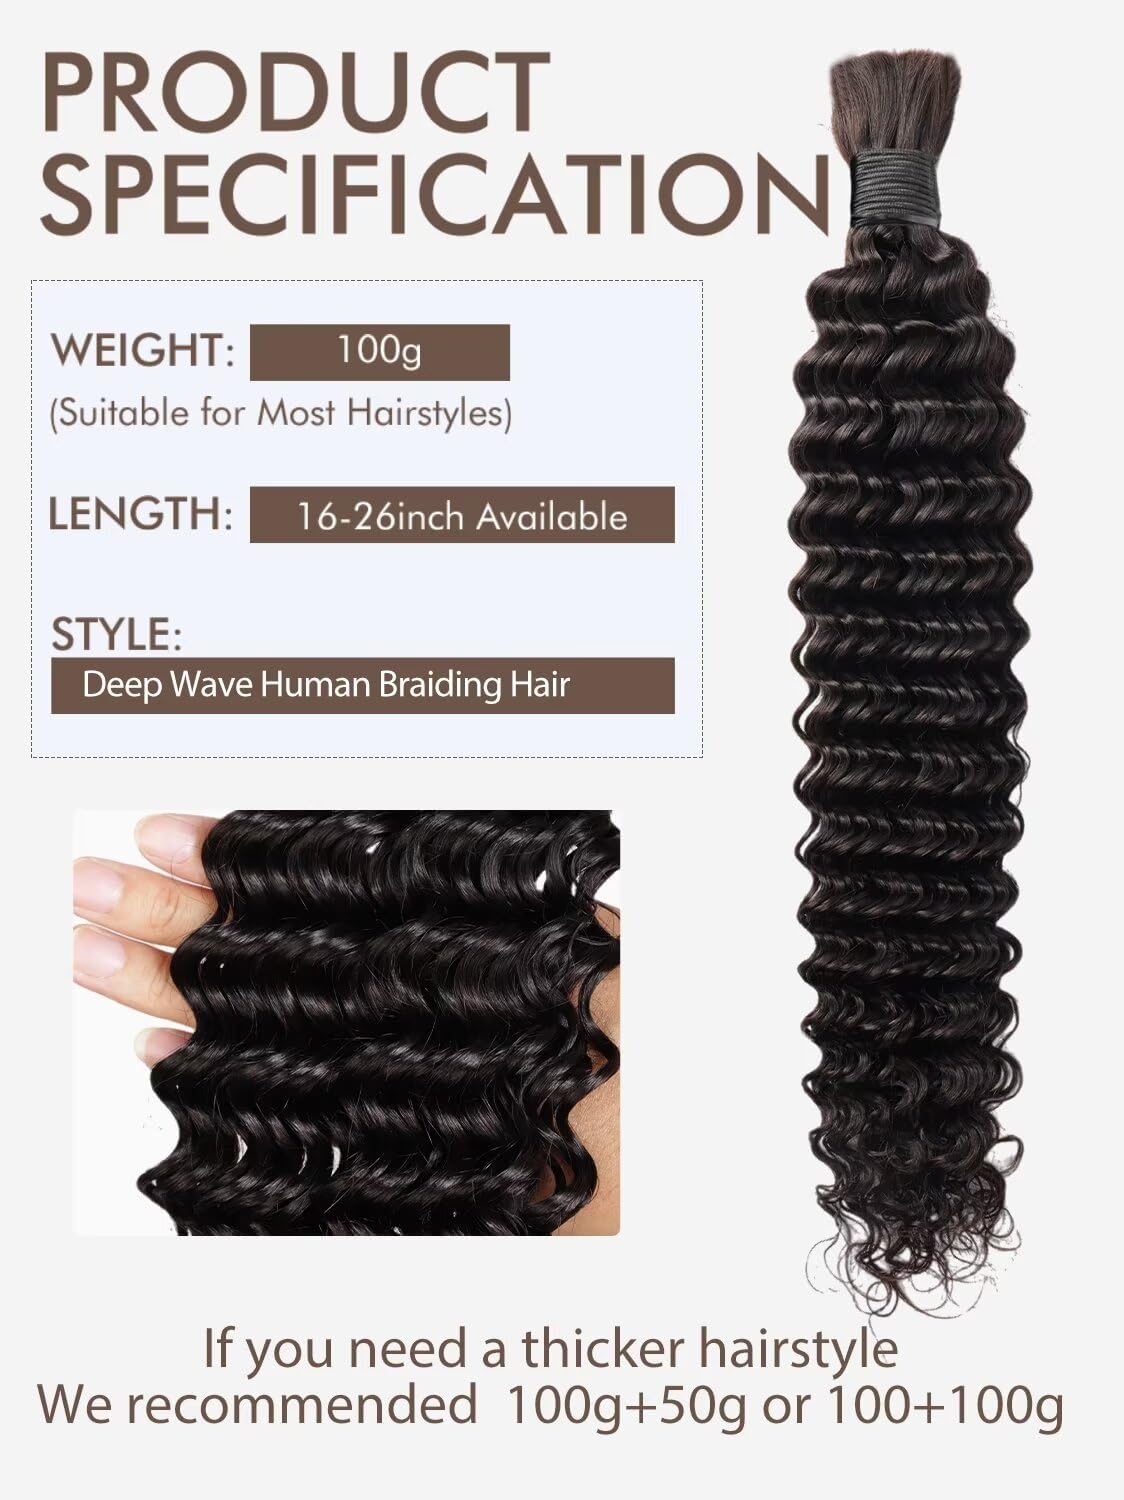 PRODUCT
SPECIFICATION
WEIGHT: 100g
(Suitable for Most Hairstyles)
LENGTH: 16-26inch Available
STYLE:
Deep Wave Human Braiding Hair
If you need a thicker hairstyle
We recommended 100g+50g or 100+100g